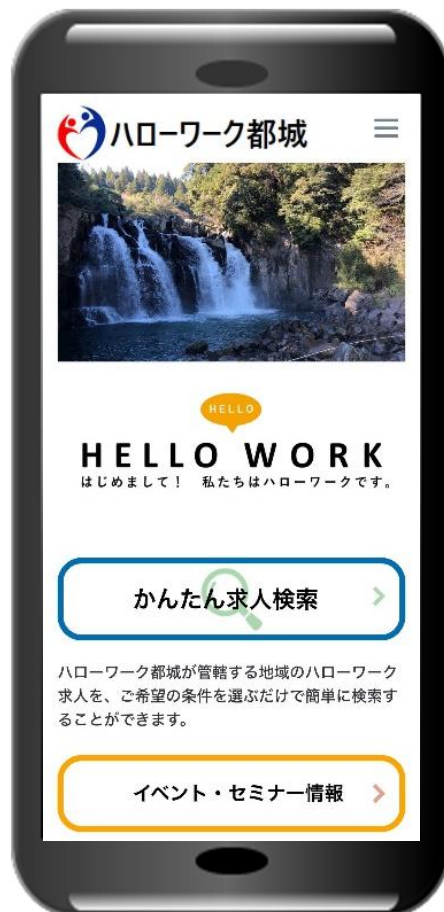 ハローワーク都城
HELLO
HELLO WORK
はじめまして！　私たちはハローワークです。
かんたん求人検索
ハローワーク都城が管轄する地域のハローワーク
求人を、ご希望の条件を選ぶだけで簡単に検索す
ることができます。
イベント・セミナー情報